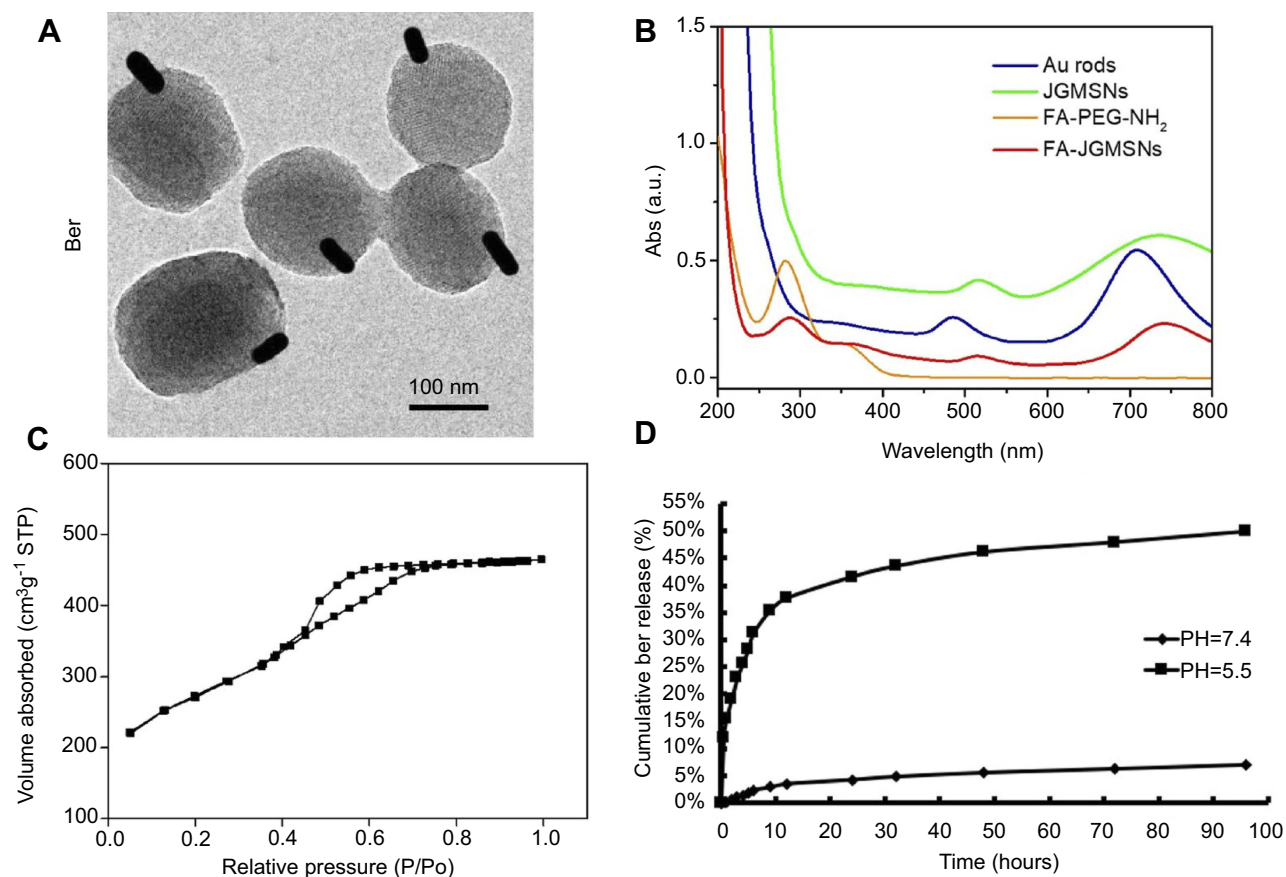 A
Ber
100 nm
B
1.5
1.0
0.5
0.0
Abs (a.u.)
Au rods
JGMSNs
FA-PEG-NH₂
FA-JGMSNs
200 300 400 500 600 700 800
Wavelength (nm)
C
600
500
400
300
200
100
Volume absorbed (cm³g⁻¹ STP)
0.0 0.2 0.4 0.6 0.8 1.0
Relative pressure (P/Po)
D
55%
50%
45%
40%
35%
30%
25%
20%
15%
10%
5%
0%
Cumulative ber release (%)
PH=7.4
PH=5.5
0 10 20 30 40 50 60 70 80 90 100
Time (hours)